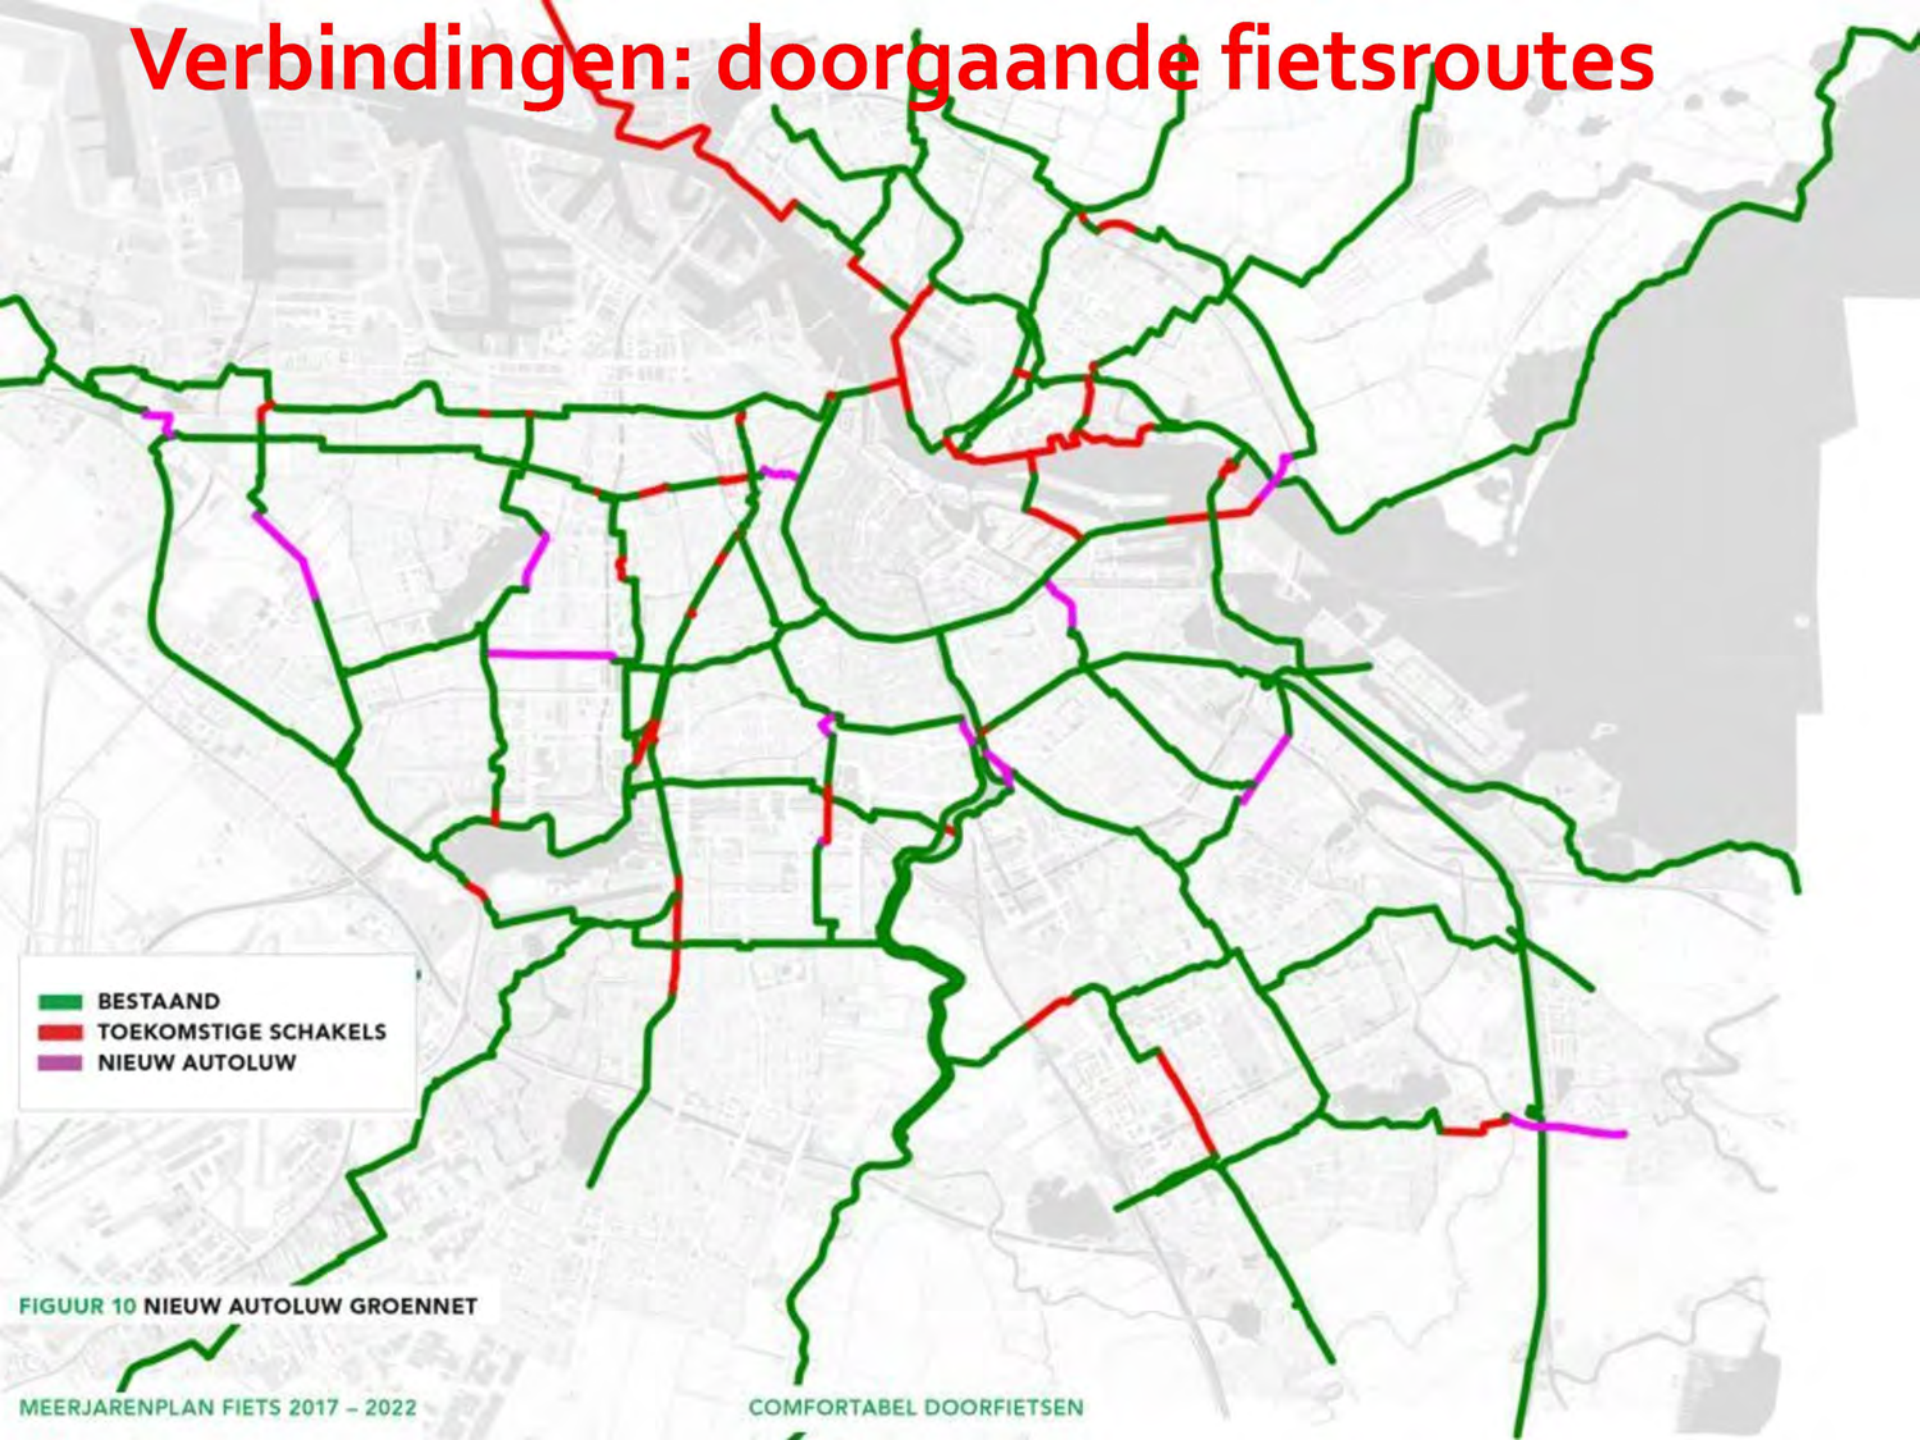 Verbindingen: doorgaande fietsroutes
BESTAAND
TOEKOMSTIGE SCHAKELS
NIEUW AUTOLUW
FIGUUR 10 NIEUW AUTOLUW GROENNET
MEERJARENPLAN FIETS 2017 – 2022
COMFORTABEL DOORFIETSEN